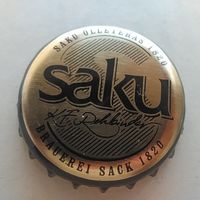 SAKU ÕLLETEHAS 1820
saku
BRAUEREI SACK 1820